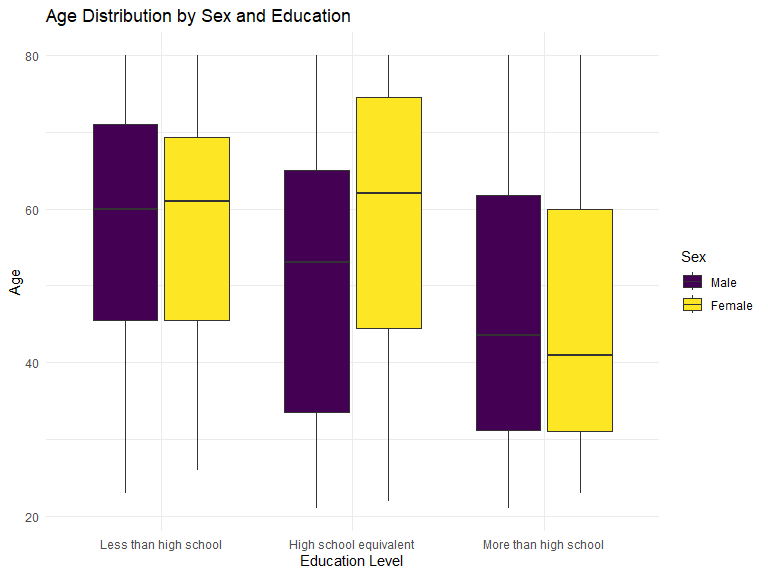 Age Distribution by Sex and Education
80
60
40
20
Age
Less than high school
High school equivalent
More than high school
Education Level
Sex
Male
Female